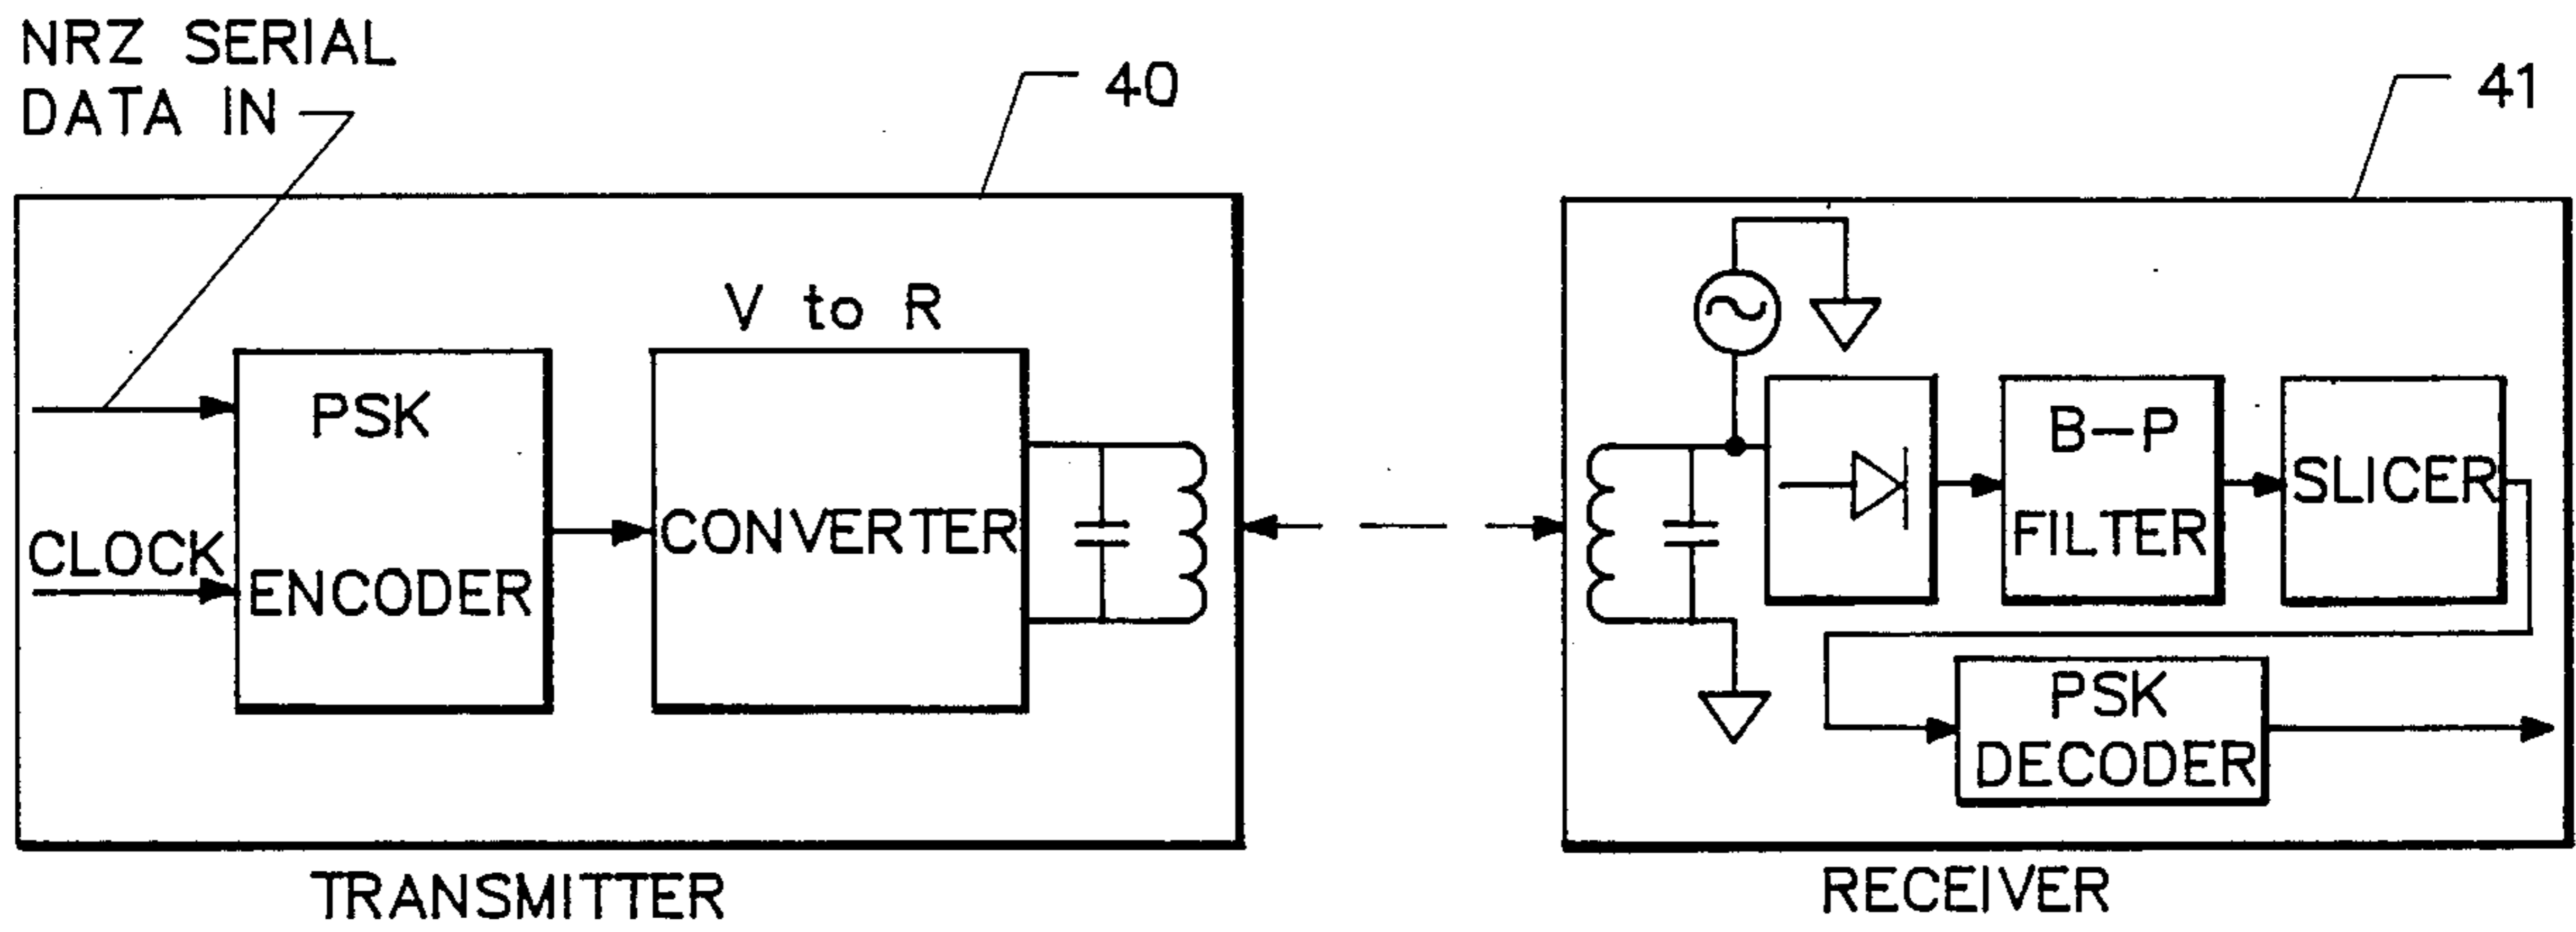 NRZ SERIAL
DATA IN
40
41
V to R
PSK
ENCODER
CLOCK
CONVERTER
B-P
FILTER
SLICER
PSK
DECODER
TRANSMITTER
RECEIVER